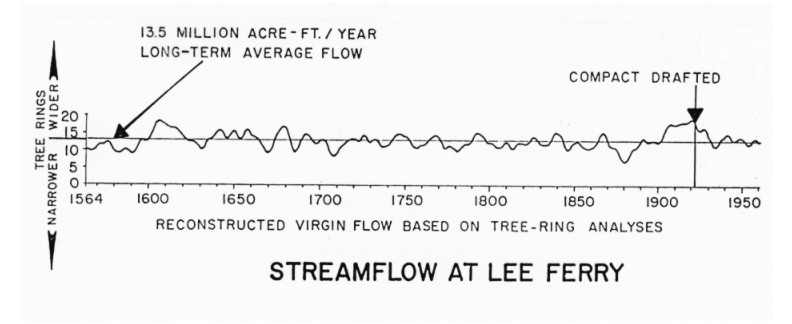 13.5 MILLION ACRE-FT./YEAR
LONG-TERM AVERAGE FLOW
COMPACT DRAFTED
TREE RINGS
NARROWER WIDER
20
15
10
5
0
1564 1600 1650 1700 1750 1800 1850 1900 1950
RECONSTRUCTED VIRGIN FLOW BASED ON TREE-RING ANALYSES
STREAMFLOW AT LEE FERRY